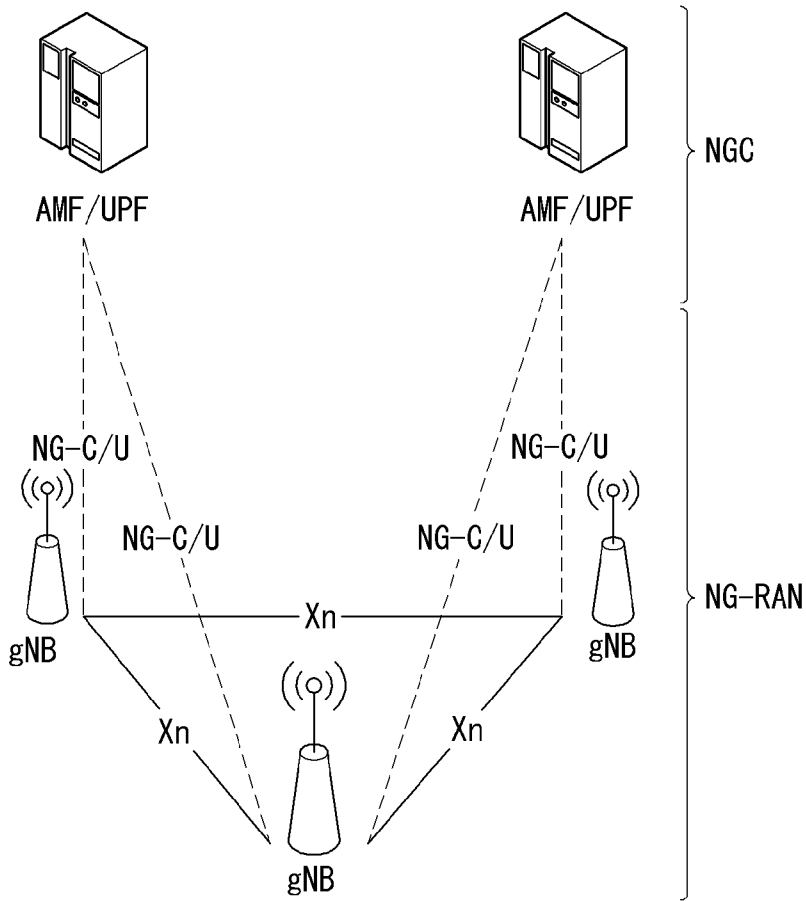 NGC
AMF/UPF
AMF/UPF
NG-C/U
NG-C/U
NG-C/U
NG-C/U
NG-RAN
Xn
gNB
gNB
Xn
Xn
gNB